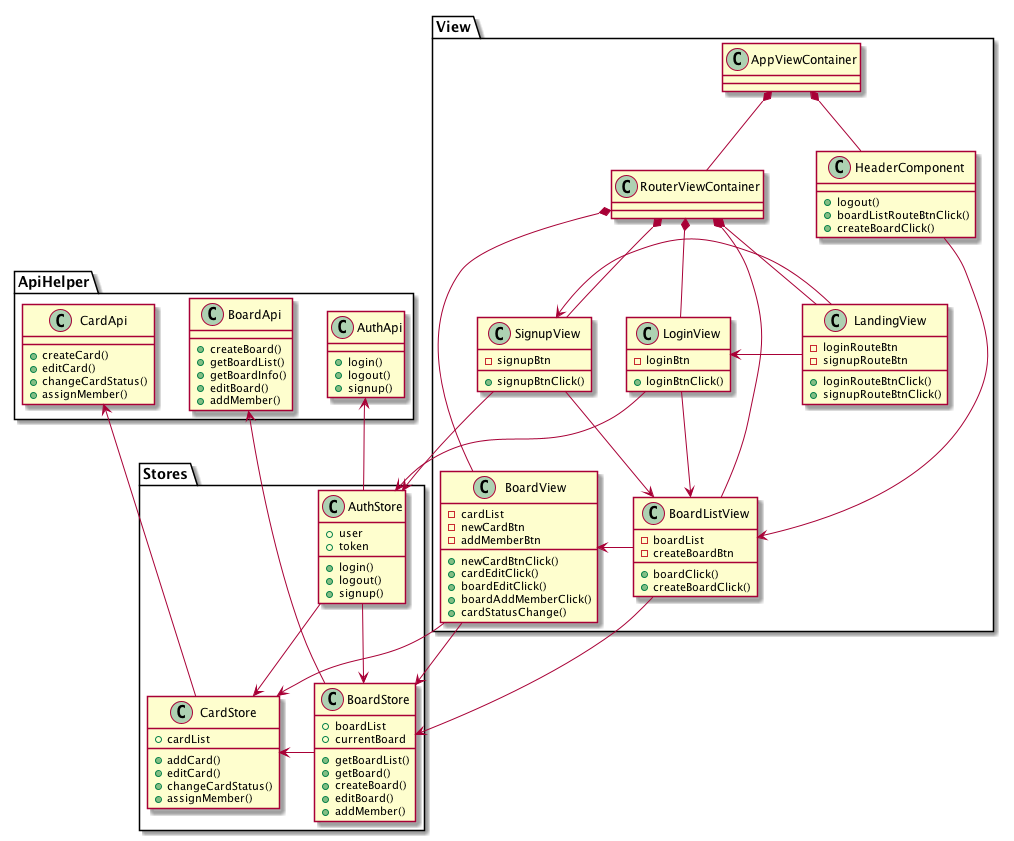 View
C AppViewContainer
C HeaderComponent
logout()
boardListRouteBtnClick()
createBoardClick()
C RouterViewContainer
ApiHelper
C CardApi
createCard()
editCard()
changeCardStatus()
assignMember()
C BoardApi
createBoard()
getBoardList()
getBoardInfo()
editBoard()
addMember()
C AuthApi
login()
logout()
signup()
C SignupView
signupBtn
signupBtnClick()
C LoginView
loginBtn
loginBtnClick()
C LandingView
loginRouteBtn
signupRouteBtn
loginRouteBtnClick()
signupRouteBtnClick()
Stores
C AuthStore
user
token
login()
logout()
signup()
C BoardView
cardList
newCardBtn
addMemberBtn
newCardBtnClick()
cardEditClick()
boardEditClick()
boardAddMemberClick()
cardStatusChange()
C BoardListView
boardList
createBoardBtn
boardClick()
createBoardClick()
C CardStore
cardList
addCard()
editCard()
changeCardStatus()
assignMember()
C BoardStore
boardList
currentBoard
getBoardList()
getBoard()
createBoard()
editBoard()
addMember()